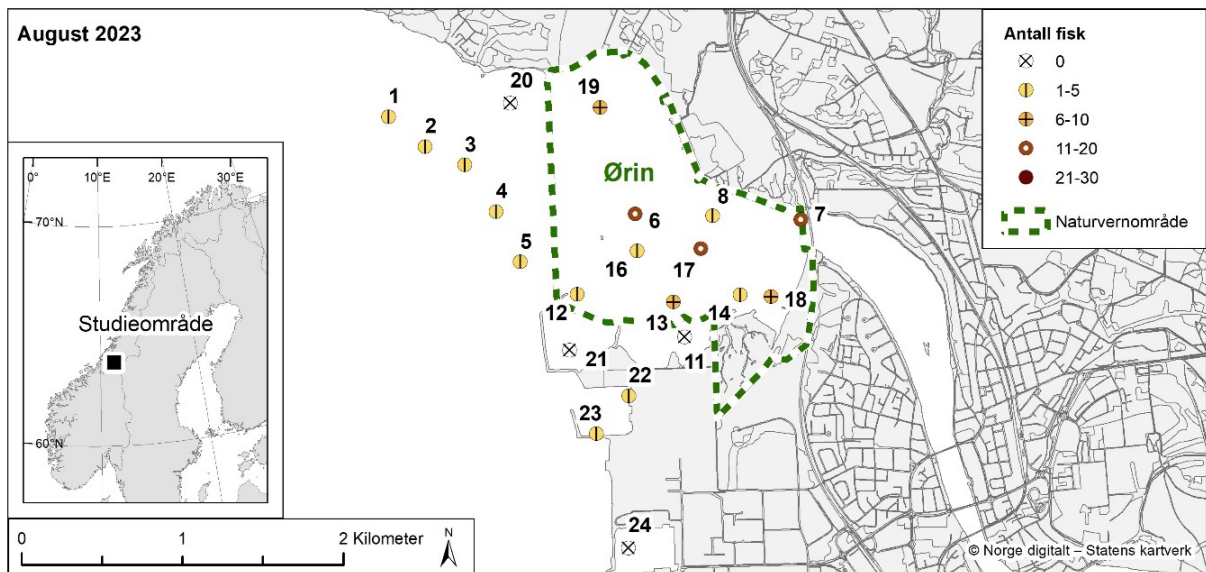 August 2023
Antall fisk
0
1-5
6-10
11-20
21-30
Naturvernområde
20
19
1
2
3
Ørin
4
8
7
6
5
16
17
18
12
13
14
21
11
22
23
24
10°E
20°E
30°E
70°N
Studieområde
60°N
0
1
2 Kilometer
N
© Norge digitalt – Statens kartverk